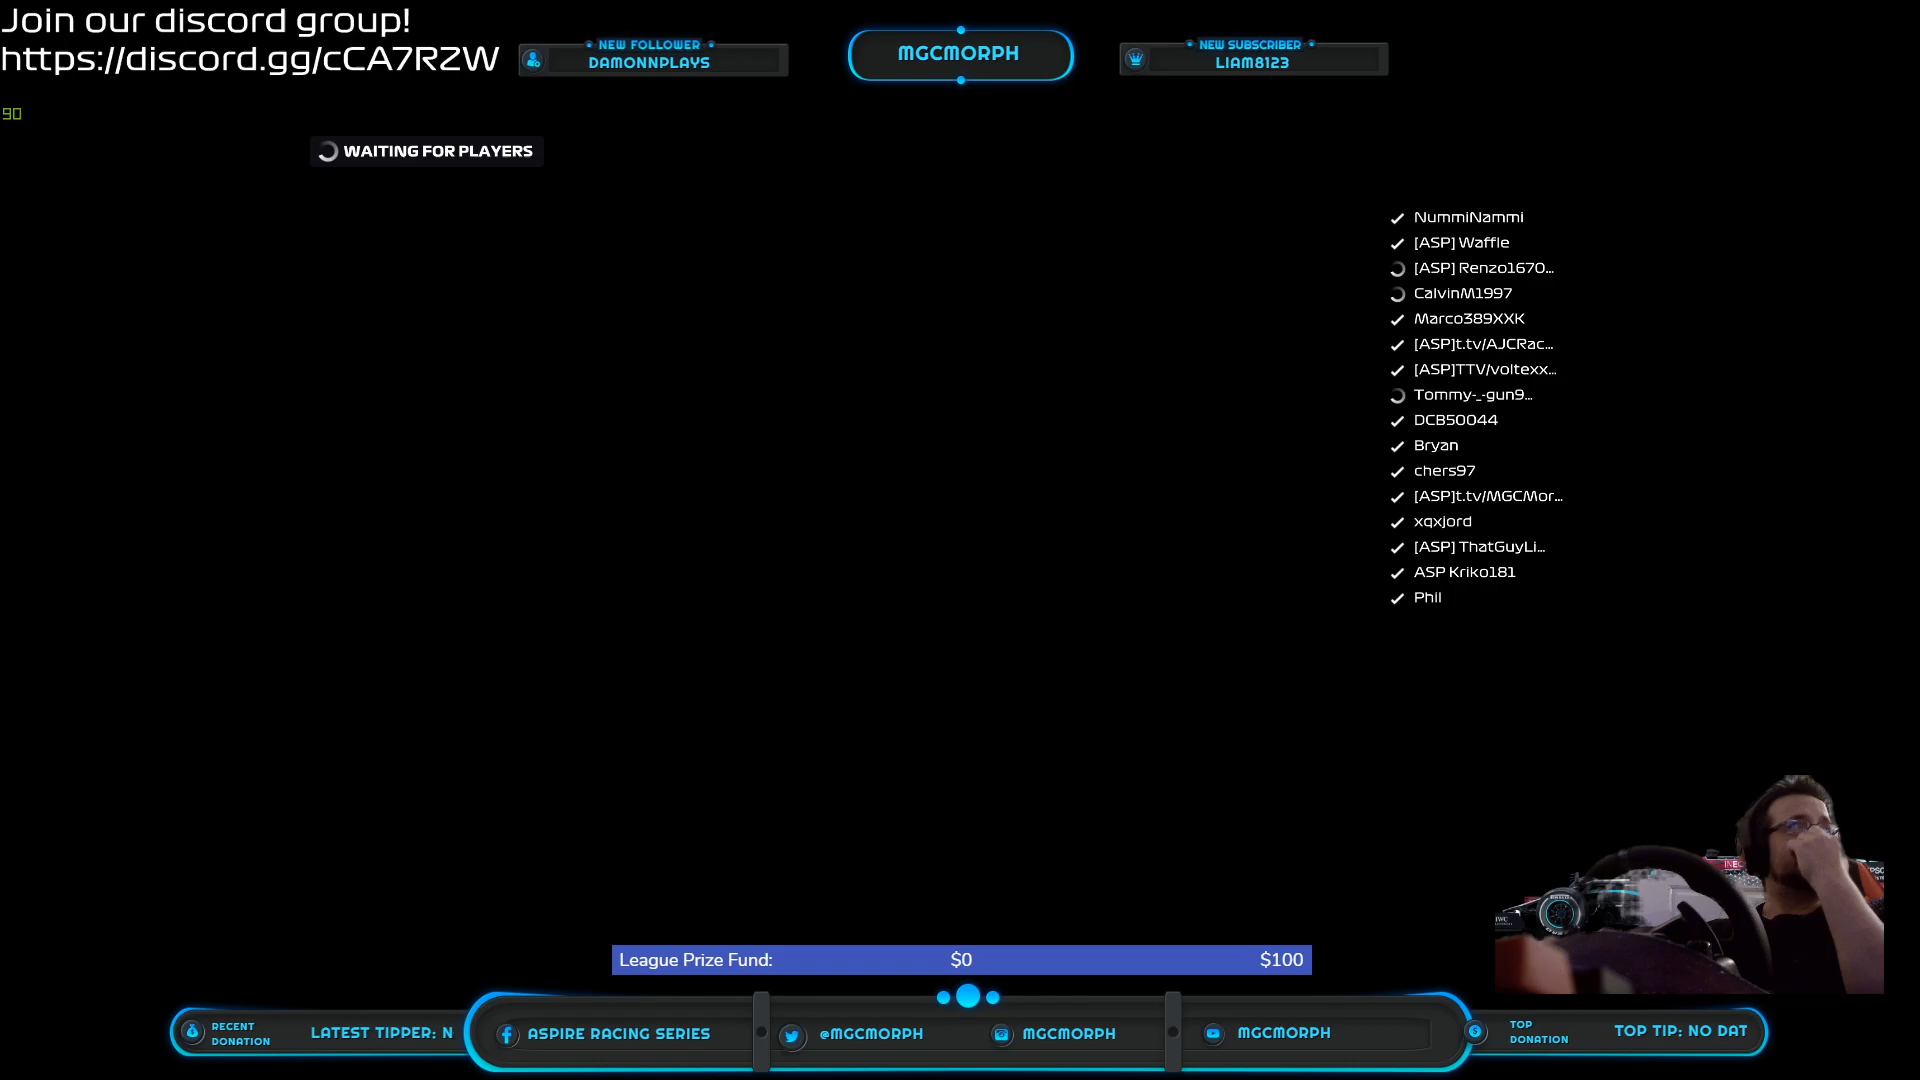 Join our discord group!
https://discord.gg/cCA7RZW
NEW FOLLOWER
DAMONNPLAYS
MGCMORPH
NEW SUBSCRIBER
LIAM8123
90
WAITING FOR PLAYERS
NummiNammi
[ASP] Waffle
[ASP] Renzo1670...
CalvinM1997
Marco389XXK
[ASP]t.tv/AJCRac...
[ASP]TTV/voltexx...
Tommy-_-gun9...
DCB50044
Bryan
chers97
[ASP]t.tv/MGCMor...
xqxjord
[ASP] ThatGuyLi...
ASP Kriko181
Phil
League Prize Fund: $0 $100
RECENT
DONATION
LATEST TIPPER: N
ASPIRE RACING SERIES
@MGCMORPH
MGCMORPH
MGCMORPH
TOP
DONATION
TOP TIP: NO DAT